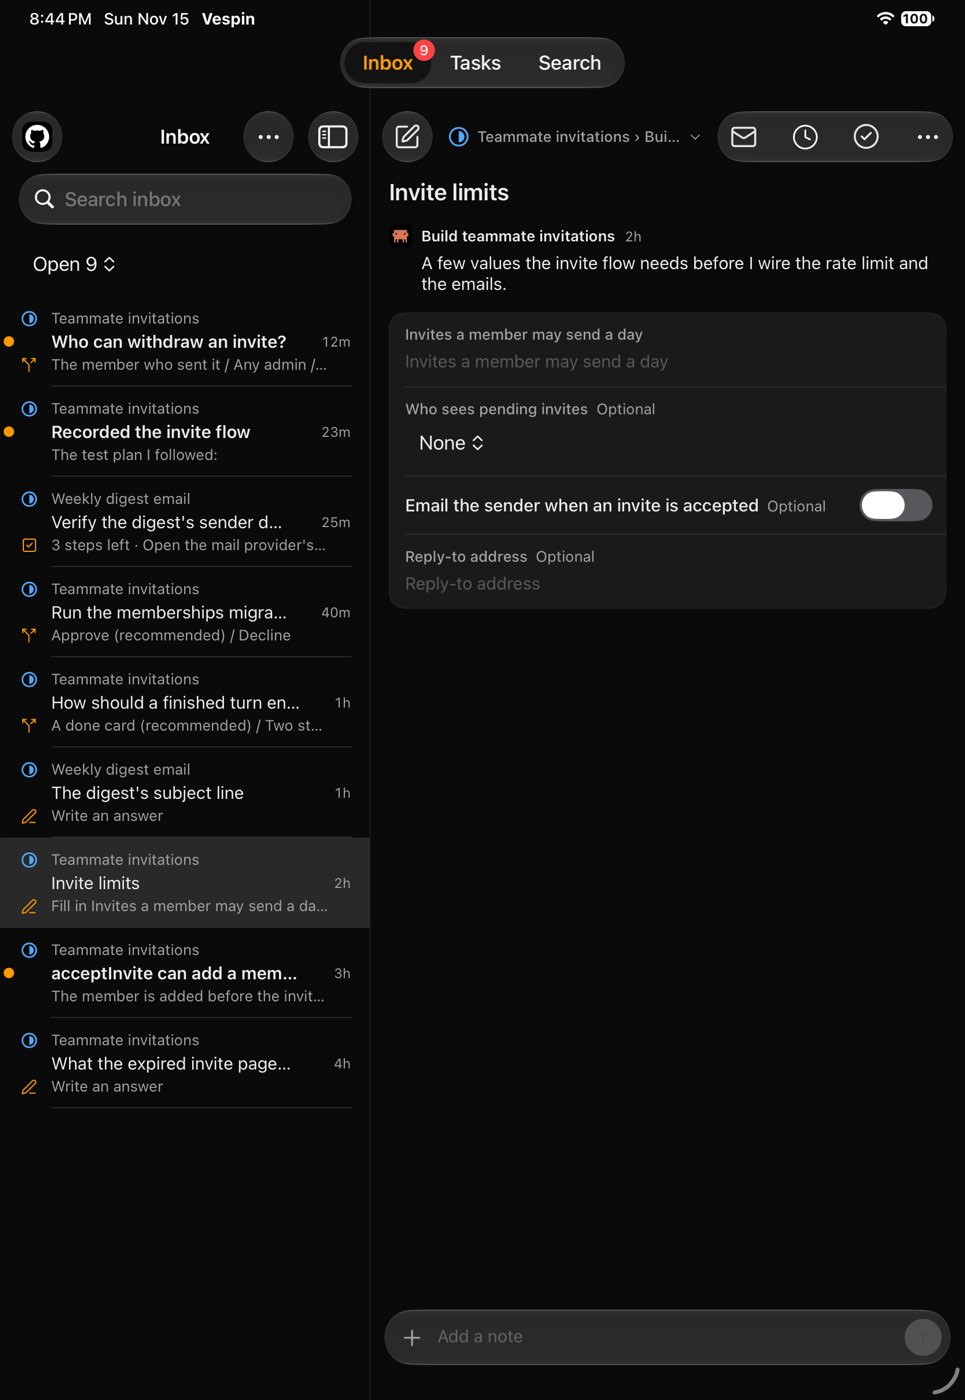 8:44 PM Sun Nov 15 Vespin
100
Inbox 9 Tasks Search
Inbox
Search inbox
Open 9
Teammate invitations
Who can withdraw an invite? 12m
The member who sent it / Any admin /...
Teammate invitations
Recorded the invite flow 23m
The test plan I followed:
Weekly digest email
Verify the digest's sender d... 25m
3 steps left · Open the mail provider's...
Teammate invitations
Run the memberships migra... 40m
Approve (recommended) / Decline
Teammate invitations
How should a finished turn en... 1h
A done card (recommended) / Two st...
Weekly digest email
The digest's subject line 1h
Write an answer
Teammate invitations
Invite limits 2h
Fill in Invites a member may send a da...
Teammate invitations
acceptInvite can add a mem... 3h
The member is added before the invit...
Teammate invitations
What the expired invite page... 4h
Write an answer
Teammate invitations › Bui...
Invite limits
Build teammate invitations 2h
A few values the invite flow needs before I wire the rate limit and
the emails.
Invites a member may send a day
Invites a member may send a day
Who sees pending invites Optional
None
Email the sender when an invite is accepted Optional
Reply-to address Optional
Reply-to address
Add a note